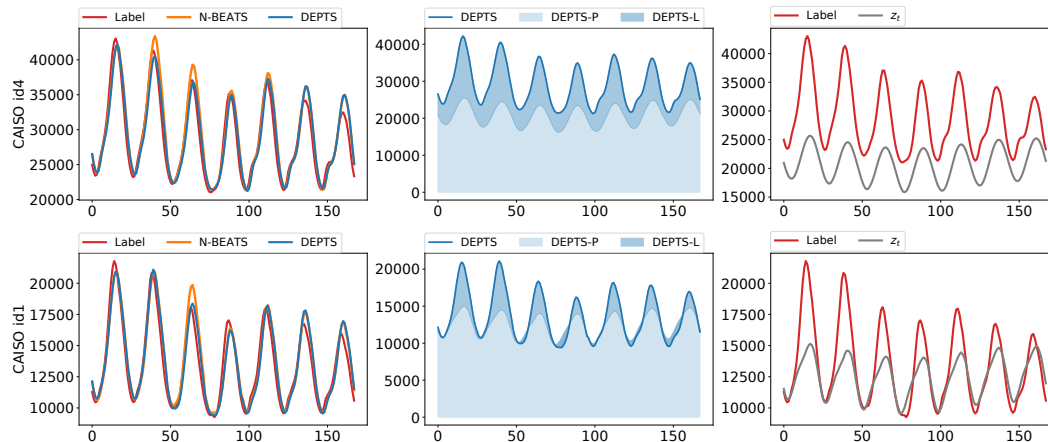 Label N-BEATS DEPTS
DEPTS DEPTS-P DEPTS-L
Label z_t
CAISO id4
40000
35000
30000
25000
20000
0 50 100 150
40000
30000
20000
10000
0
0 50 100 150
40000
35000
30000
25000
20000
15000
0 50 100 150
Label N-BEATS DEPTS
DEPTS DEPTS-P DEPTS-L
Label z_t
CAISO id1
20000
17500
15000
12500
10000
0 50 100 150
20000
15000
10000
5000
0
0 50 100 150
20000
17500
15000
12500
10000
0 50 100 150